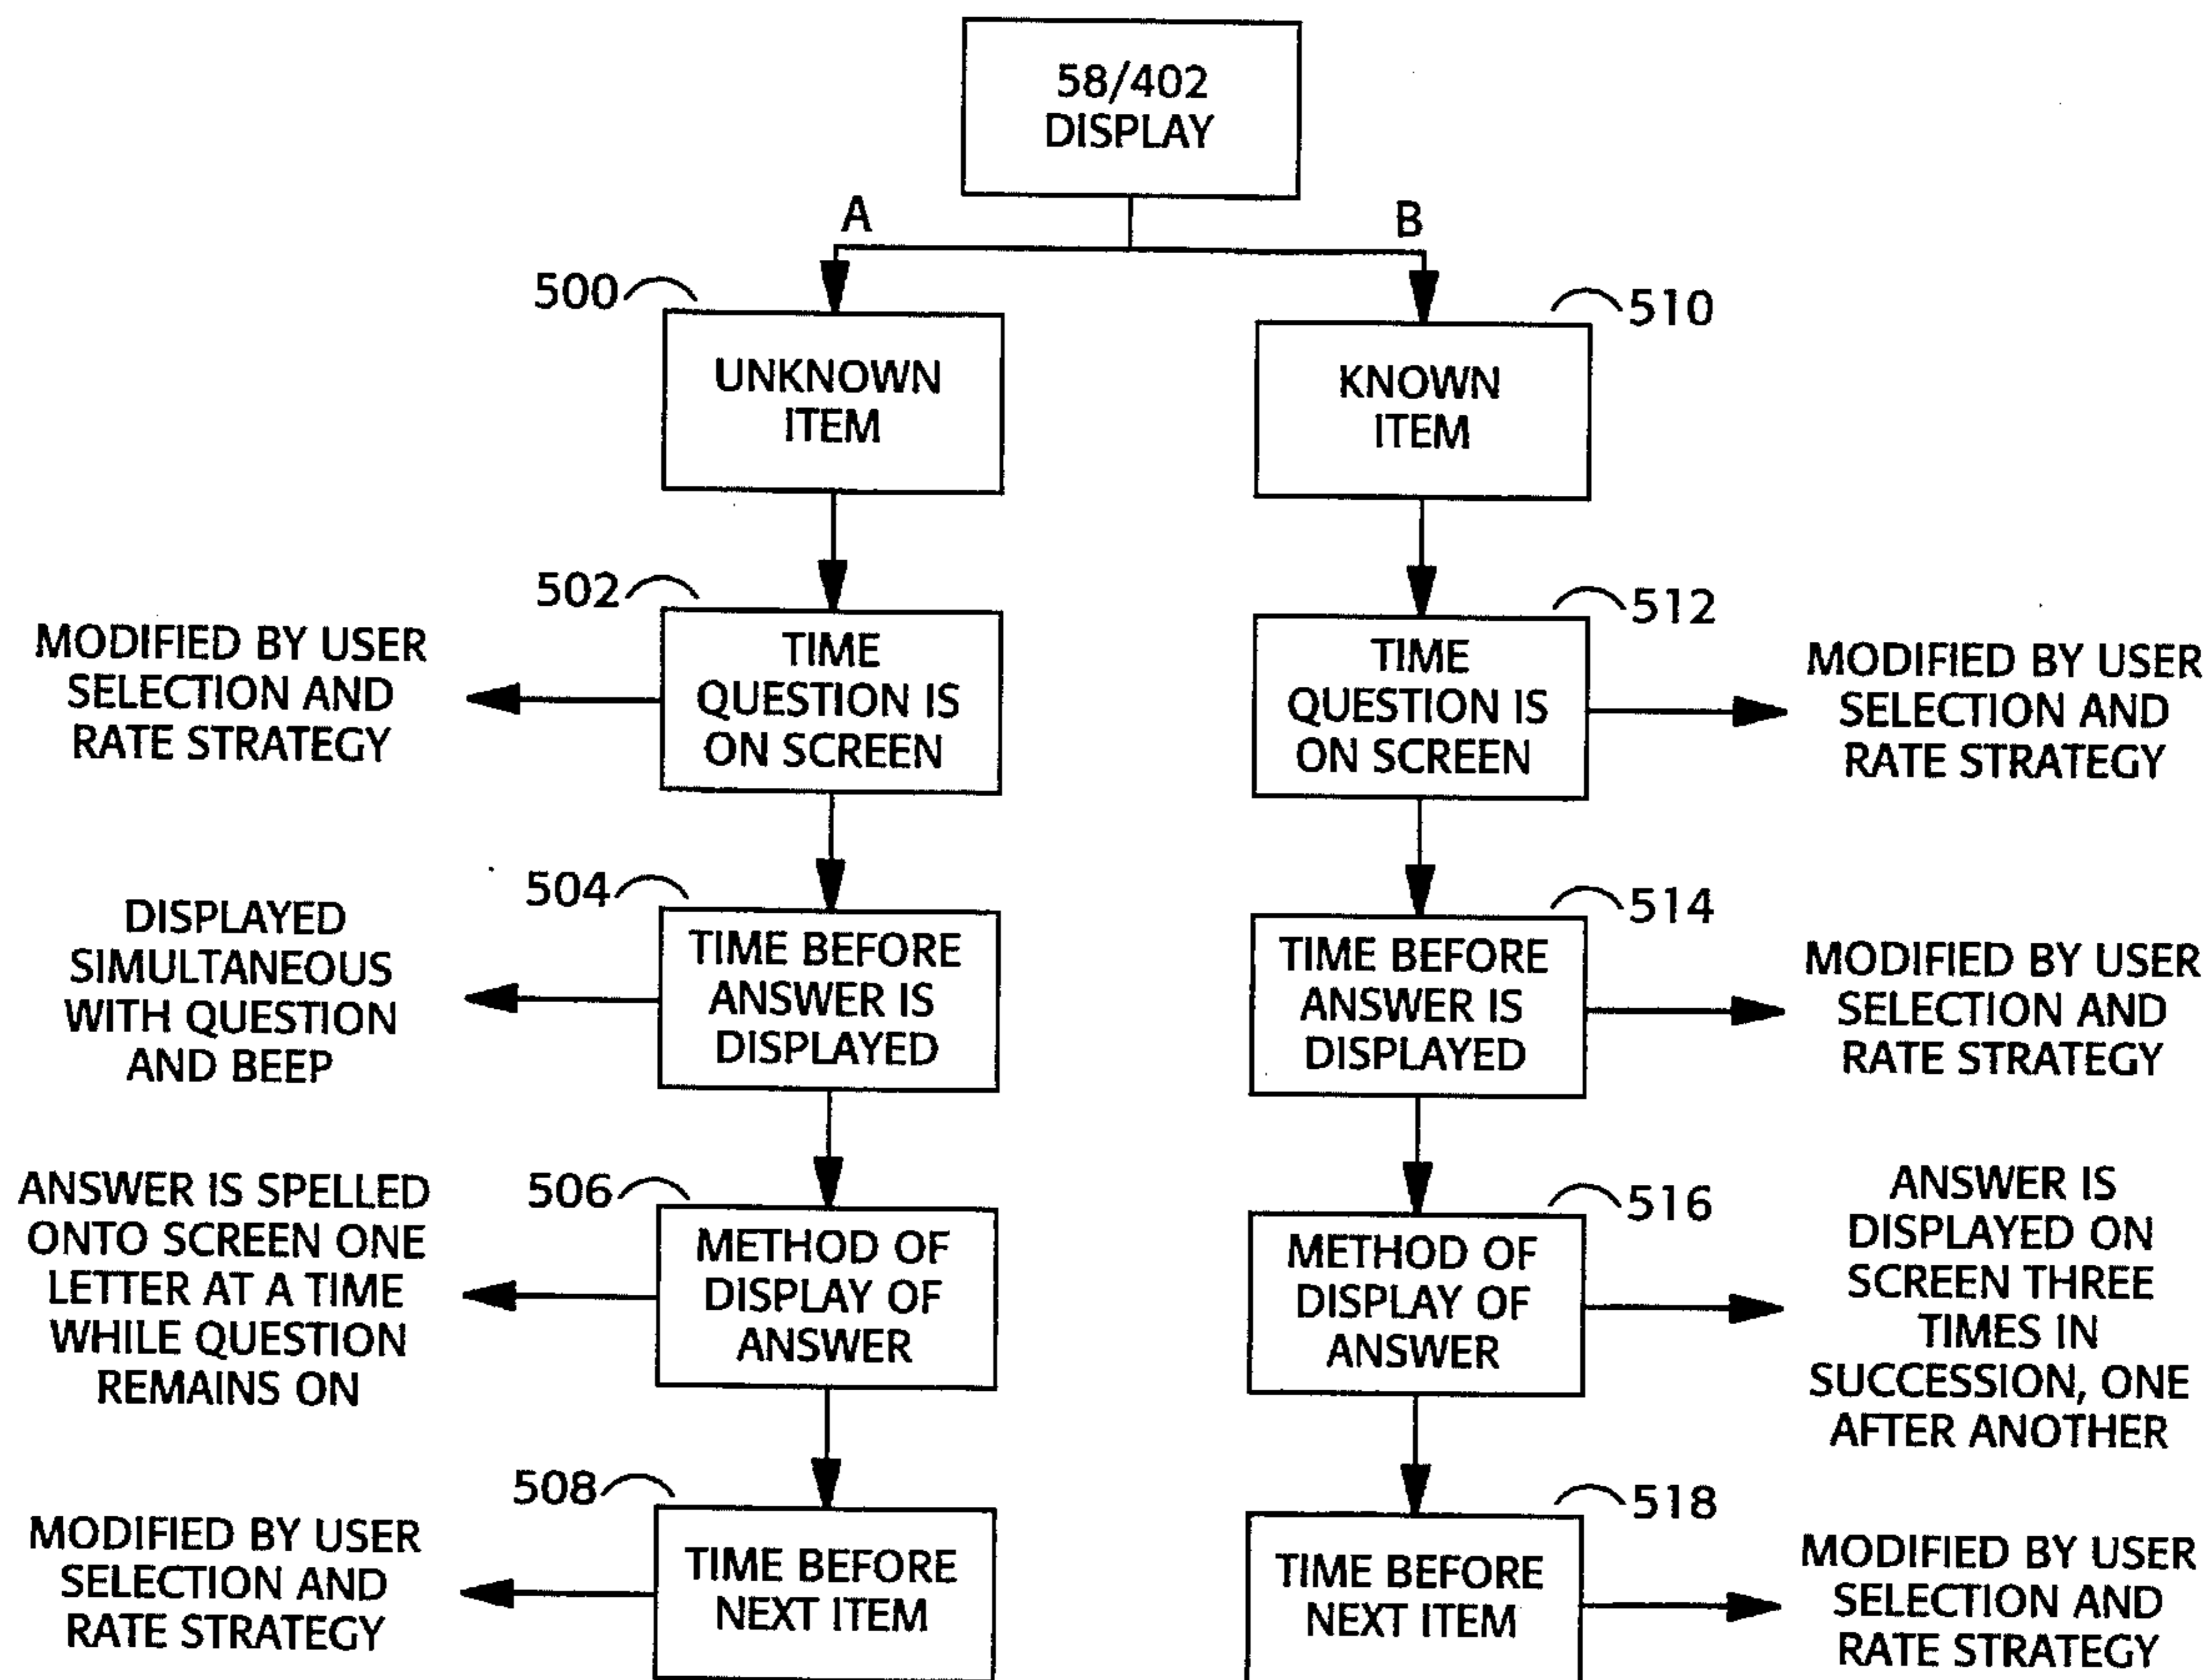 58/402
DISPLAY
A
B
500
UNKNOWN
ITEM
510
KNOWN
ITEM
502
TIME
QUESTION IS
ON SCREEN
MODIFIED BY USER
SELECTION AND
RATE STRATEGY
512
TIME
QUESTION IS
ON SCREEN
MODIFIED BY USER
SELECTION AND
RATE STRATEGY
504
TIME BEFORE
ANSWER IS
DISPLAYED
DISPLAYED
SIMULTANEOUS
WITH QUESTION
AND BEEP
514
TIME BEFORE
ANSWER IS
DISPLAYED
MODIFIED BY USER
SELECTION AND
RATE STRATEGY
506
METHOD OF
DISPLAY OF
ANSWER
ANSWER IS SPELLED
ONTO SCREEN ONE
LETTER AT A TIME
WHILE QUESTION
REMAINS ON
516
METHOD OF
DISPLAY OF
ANSWER
ANSWER IS
DISPLAYED ON
SCREEN THREE
TIMES IN
SUCCESSION, ONE
AFTER ANOTHER
508
TIME BEFORE
NEXT ITEM
MODIFIED BY USER
SELECTION AND
RATE STRATEGY
518
TIME BEFORE
NEXT ITEM
MODIFIED BY USER
SELECTION AND
RATE STRATEGY